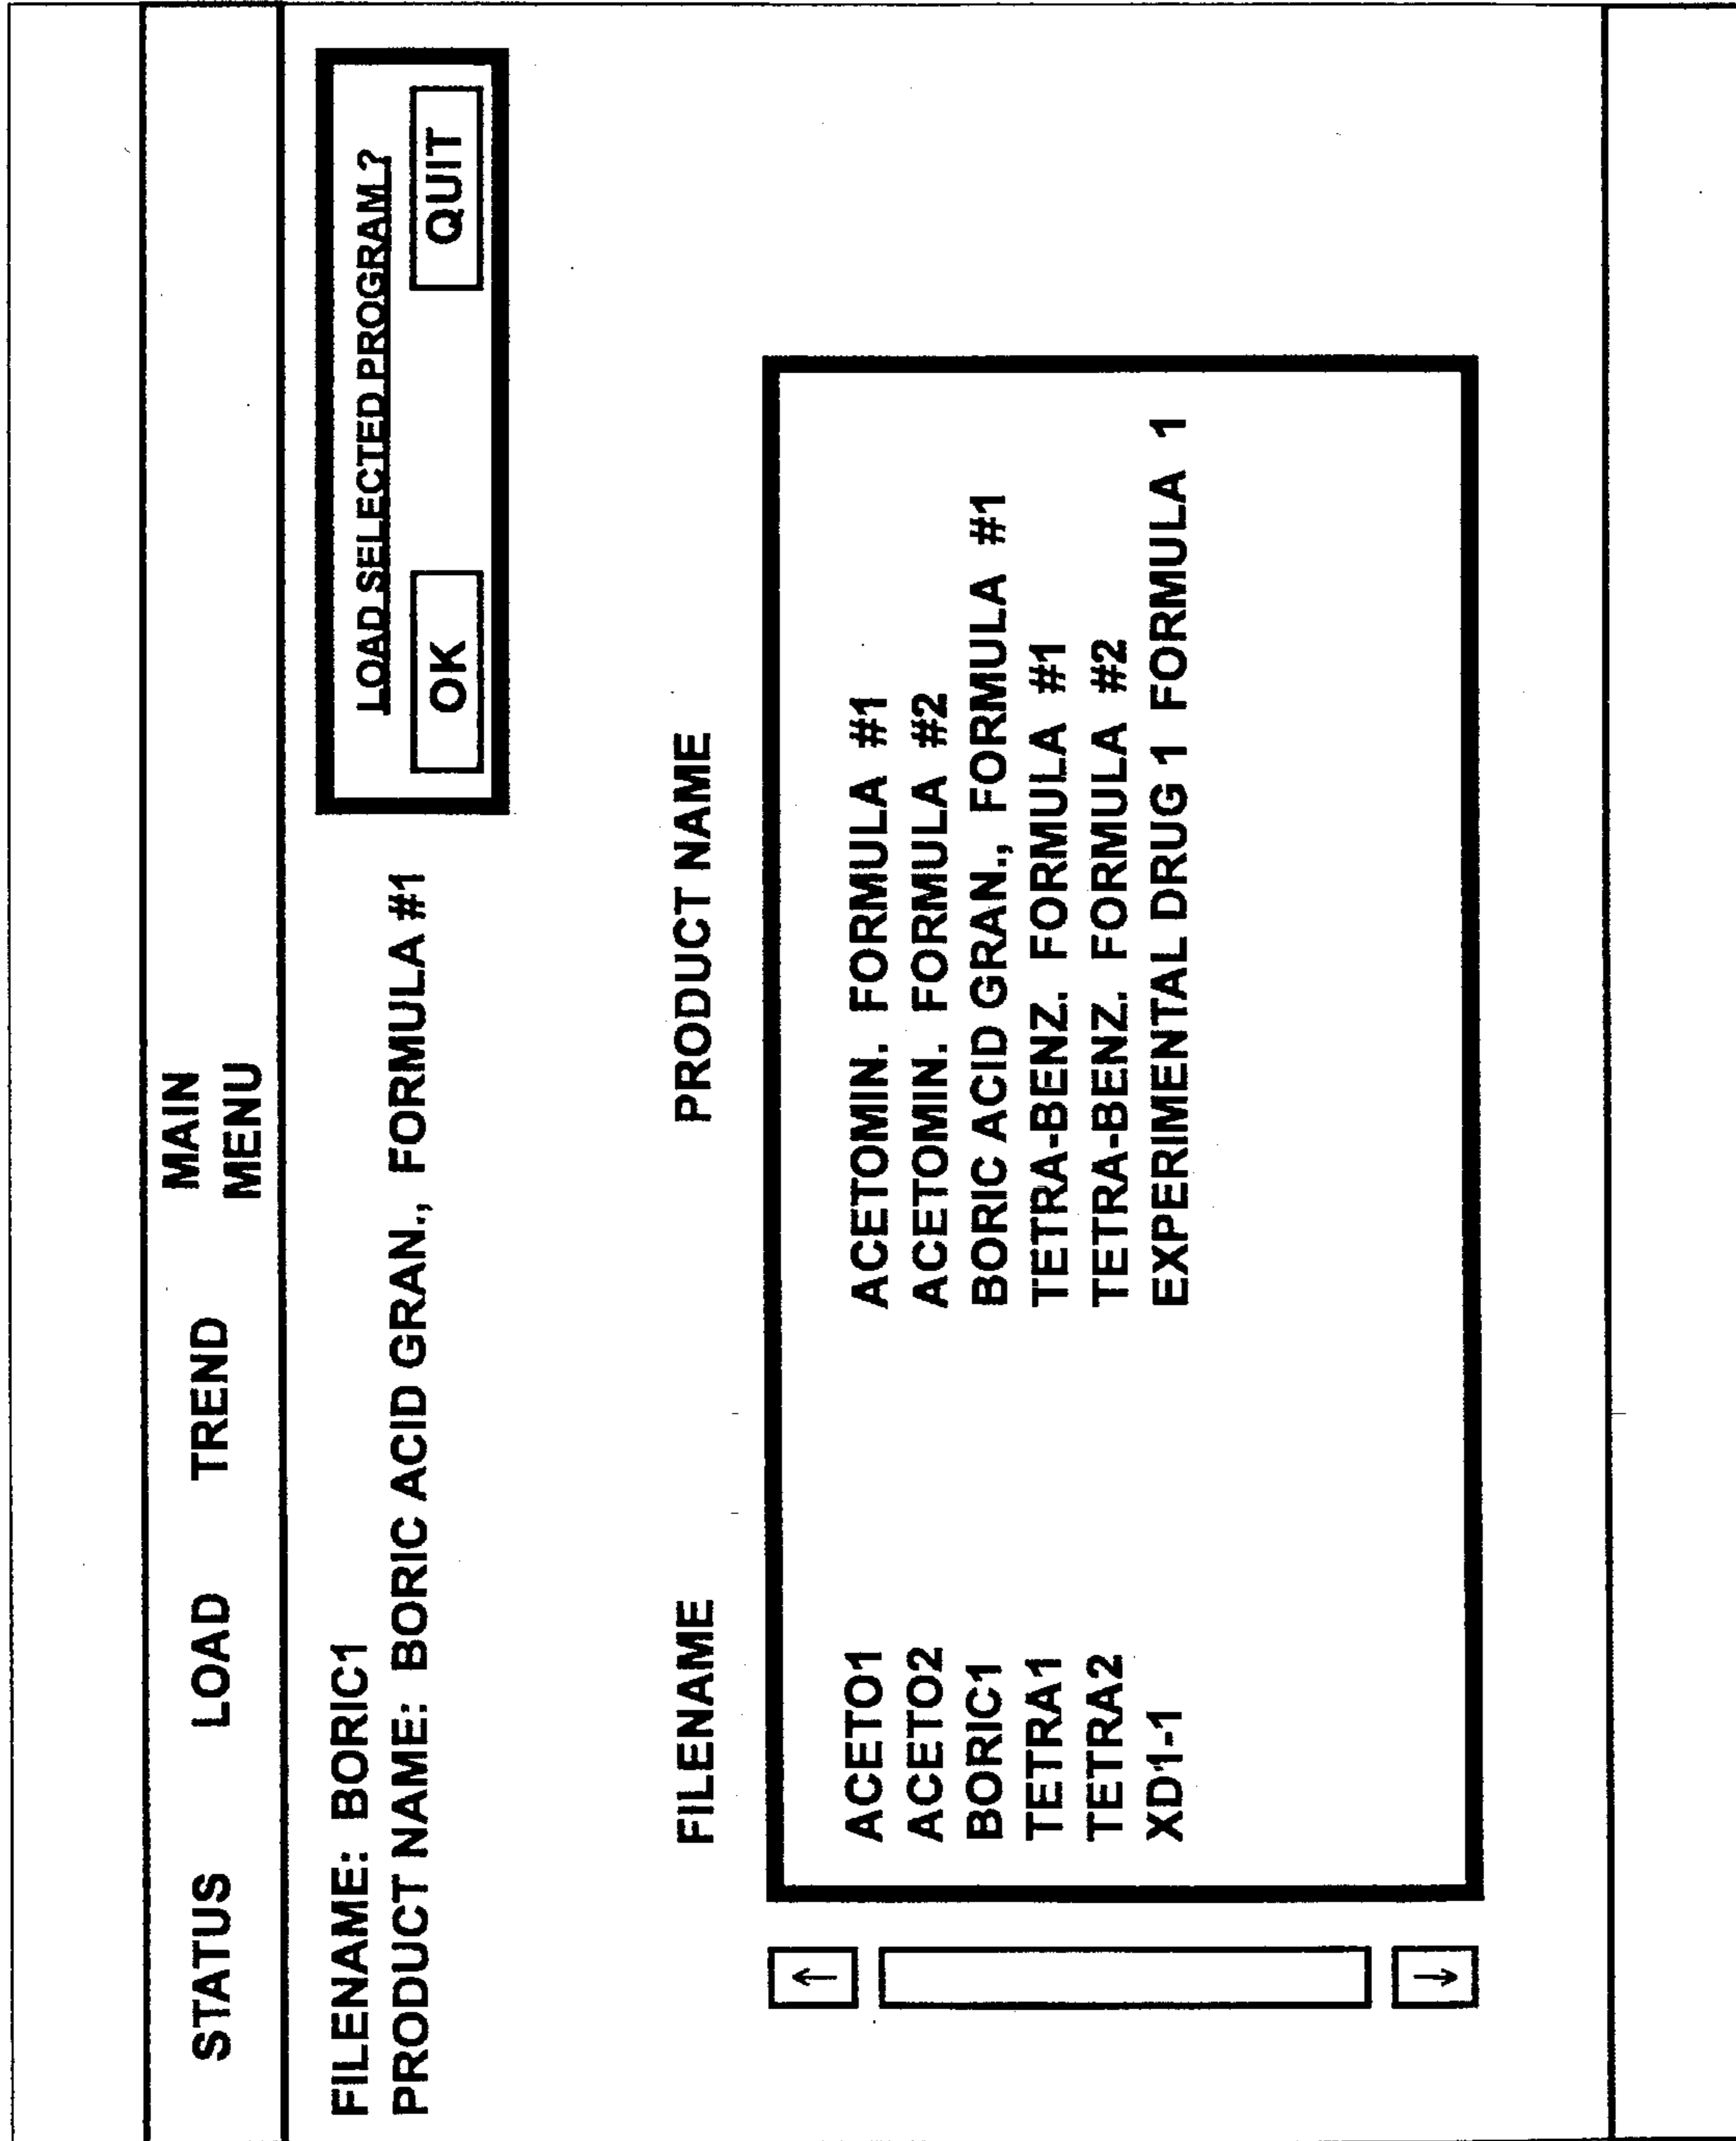 STATUS LOAD TREND MAIN MENU
FILENAME: BORIC1
PRODUCT NAME: BORIC ACID GRAN., FORMULA #1
LOAD SELECTED PROGRAM?
OK QUIT
FILENAME PRODUCT NAME
ACETO1 ACETOMIN. FORMULA #1
ACETO2 ACETOMIN. FORMULA #2
BORIC1 BORIC ACID GRAN., FORMULA #1
TETRA1 TETRA-BENZ. FORMULA #1
TETRA2 TETRA-BENZ. FORMULA #2
XD1-1 EXPERIMENTAL DRUG 1 FORMULA 1